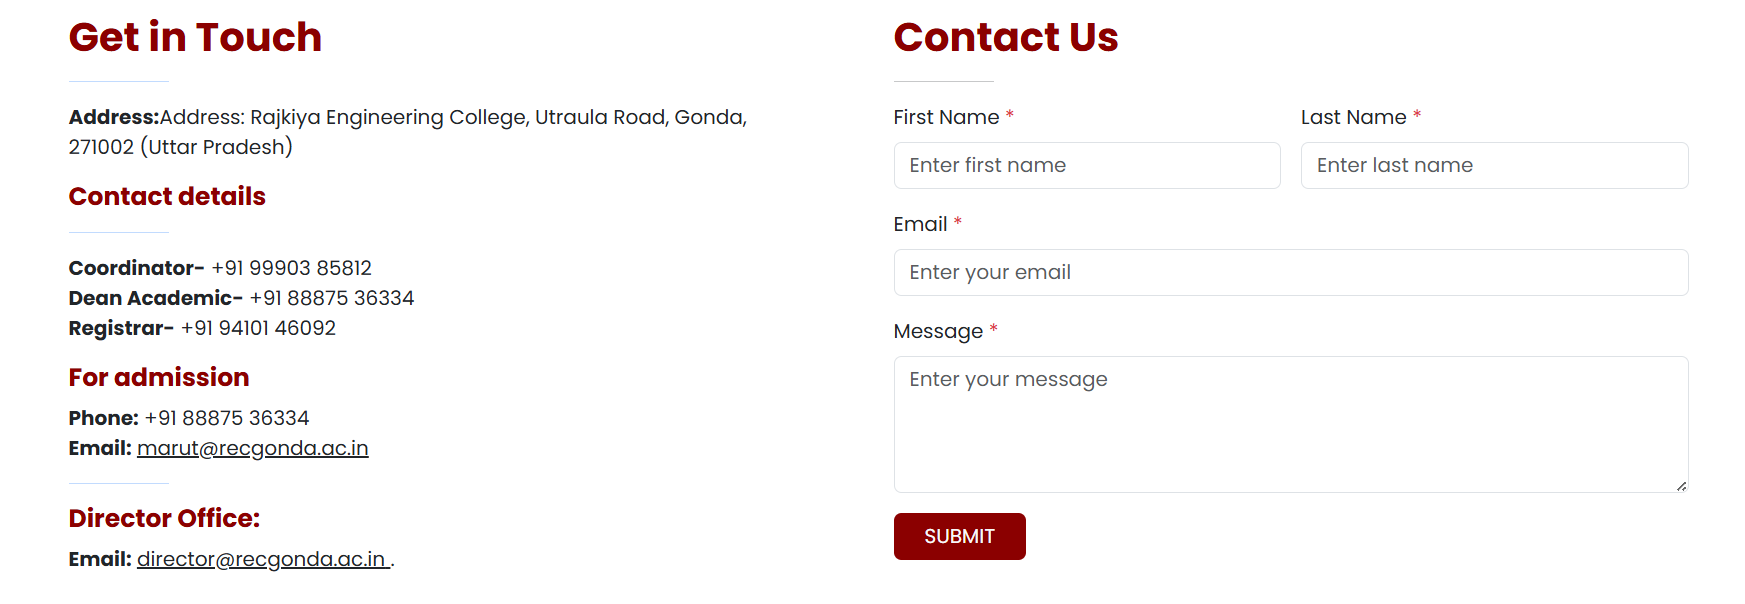 Get in Touch
Address:Address: Rajkiya Engineering College, Utraula Road, Gonda,
271002 (Uttar Pradesh)
Contact details
Coordinator- +91 99903 85812
Dean Academic- +91 88875 36334
Registrar- +91 94101 46092
For admission
Phone: +91 88875 36334
Email: marut@recgonda.ac.in
Director Office:
Email: director@recgonda.ac.in .
Contact Us
First Name *
Last Name *
Enter first name
Enter last name
Email *
Enter your email
Message *
Enter your message
SUBMIT